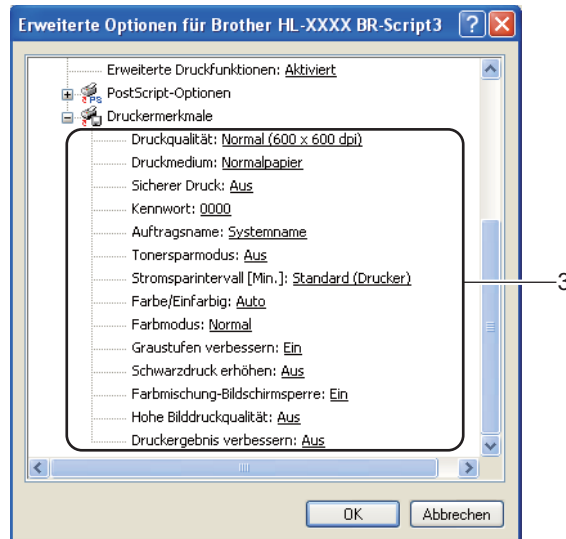 Erweiterte Optionen für Brother HL-XXXX BR-Script3
Erweiterte Druckfunktionen: Aktiviert
PostScript-Optionen
Druckermerkmale
Druckqualität: Normal (600 x 600 dpi)
Druckmedium: Normalpapier
Sicherer Druck: Aus
Kennwort: 0000
Auftragsname: Systemname
Tonersparmodus: Aus
Stromsparintervall [Min.]: Standard (Drucker)
3
Farbe/Einfarbig: Auto
Farbmodus: Normal
Graustufen verbessern: Ein
Schwarzdruck erhöhen: Aus
Farbmischung-Bildschirmsperre: Ein
Hohe Bilddruckqualität: Aus
Druckergebnis verbessern: Aus
OK
Abbrechen